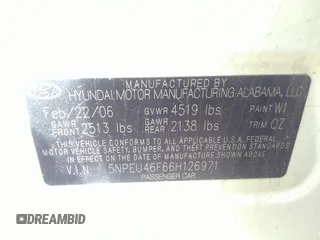 MANUFACTURED BY
HYUNDAI MOTOR MANUFACTURING ALABAMA, LLC
Feb/22/06 GVWR 4519 lbs PAINT WI
GAWR FRONT 2513 lbs GAWR REAR 2138 lbs TRIM QZ
THIS VEHICLE CONFORMS TO ALL APPLICABLE U.S.A. FEDERAL
MOTOR VEHICLE SAFETY, BUMPER, AND THEFT PREVENTION
STANDARDS IN EFFECT ON THE DATE OF MANUFACTURE SHOWN ABOVE.
V.I.N 5NPEU46F66H126971
PASSENGER CAR